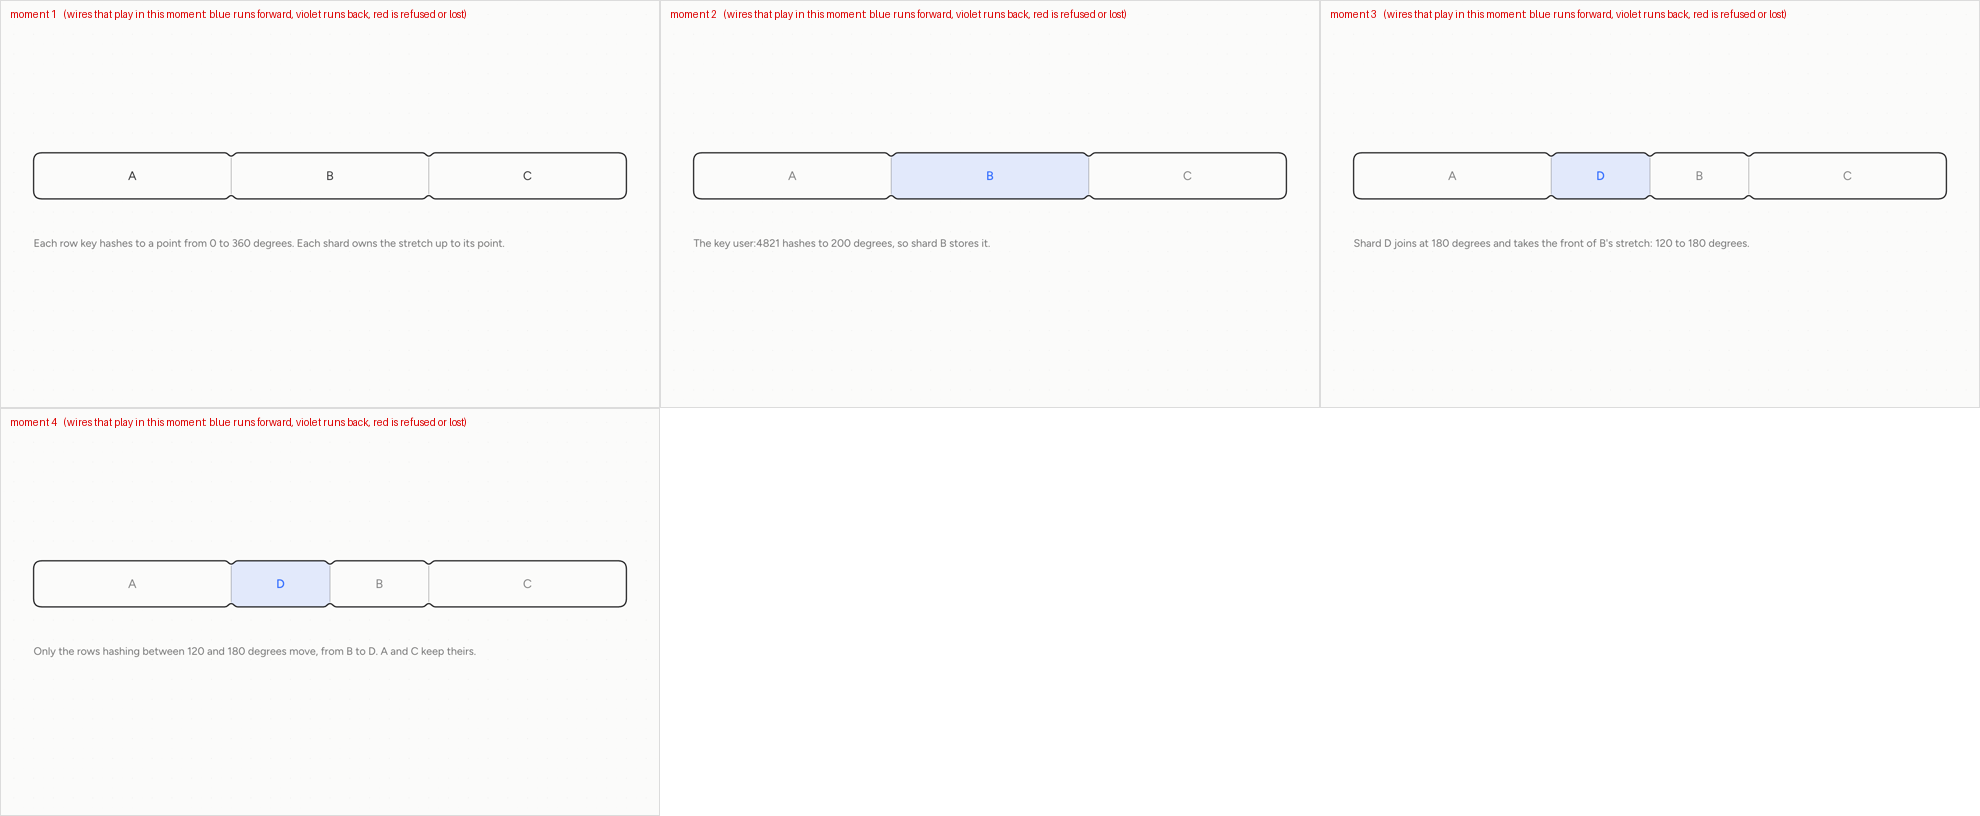 moment 1 (wires that play in this moment: blue runs forward, violet runs back, red is refused or lost)
A B C
Each row key hashes to a point from 0 to 360 degrees. Each shard owns the stretch up to its point.
moment 2 (wires that play in this moment: blue runs forward, violet runs back, red is refused or lost)
A B C
The key user:4821 hashes to 200 degrees, so shard B stores it.
moment 3 (wires that play in this moment: blue runs forward, violet runs back, red is refused or lost)
A D B C
Shard D joins at 180 degrees and takes the front of B's stretch: 120 to 180 degrees.
moment 4 (wires that play in this moment: blue runs forward, violet runs back, red is refused or lost)
A D B C
Only the rows hashing between 120 and 180 degrees move, from B to D. A and C keep theirs.